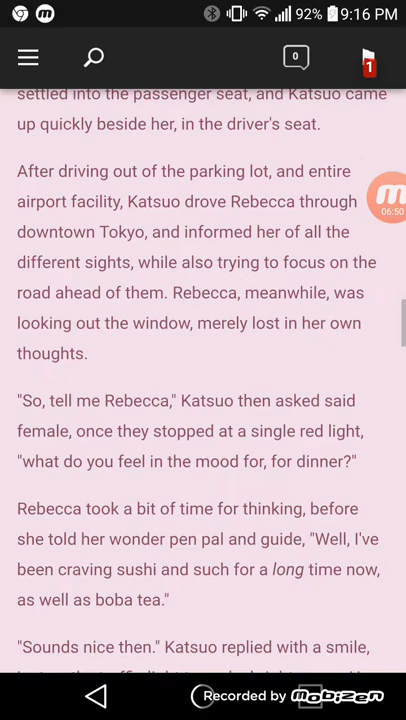 92% 9:16 PM
0
1
settled into the passenger seat, and Katsuo came
up quickly beside her, in the driver's seat.
After driving out of the parking lot, and entire
airport facility, Katsuo drove Rebecca through
06:50
downtown Tokyo, and informed her of all the
different sights, while also trying to focus on the
road ahead of them. Rebecca, meanwhile, was
looking out the window, merely lost in her own
thoughts.
"So, tell me Rebecca," Katsuo then asked said
female, once they stopped at a single red light,
"what do you feel in the mood for, for dinner?"
Rebecca took a bit of time for thinking, before
she told her wonder pen pal and guide, "Well, I've
been craving sushi and such for a long time now,
as well as boba tea."
"Sounds nice then." Katsuo replied with a smile,
Recorded by Mobizen